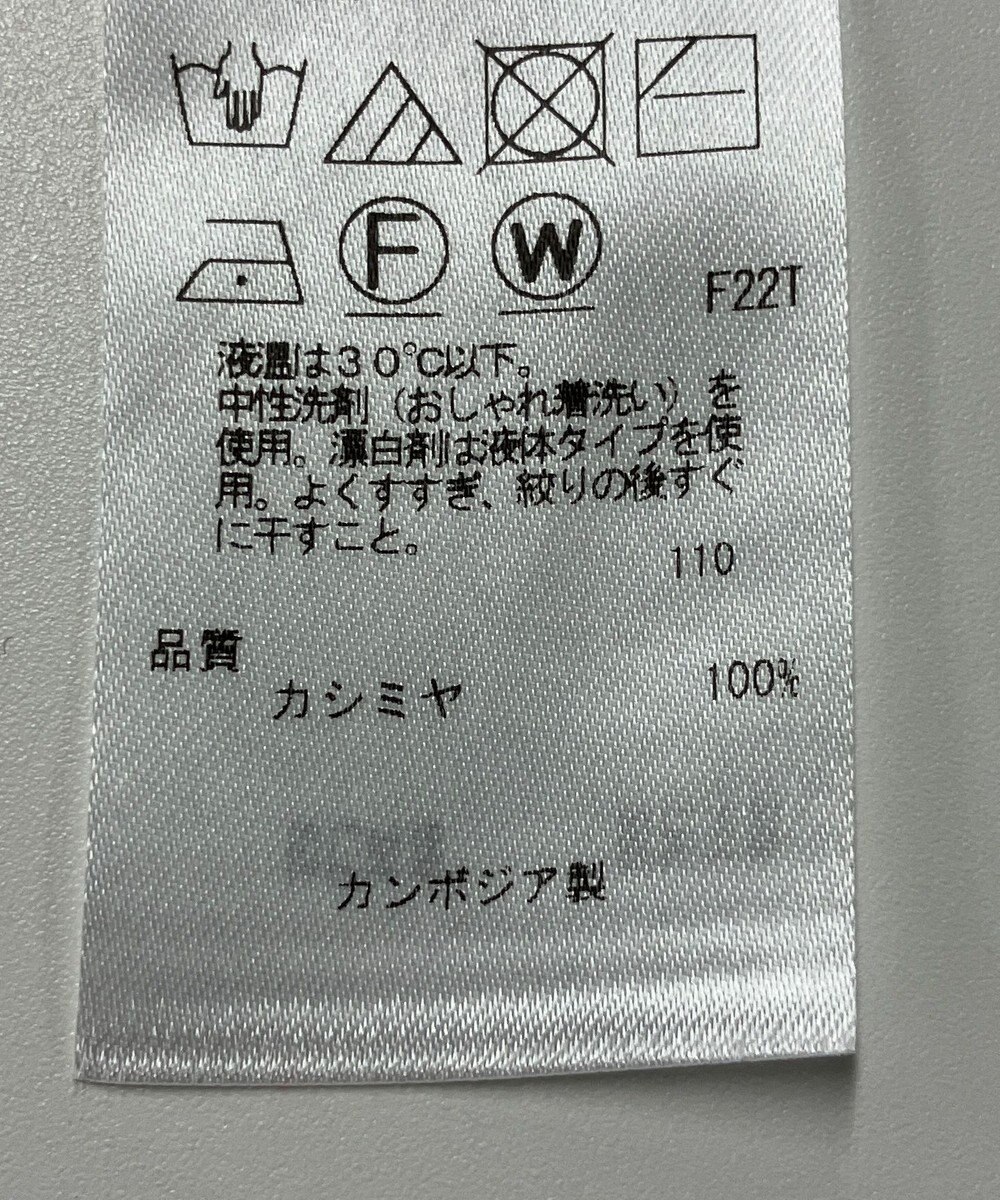 F
W
F22T
液温は30℃以下。
中性洗剤(おしゃれ着洗い)を
使用。漂白剤は液体タイプを使
用。よくすすぎ、絞りの後すぐ
に干すこと。
110
品質
カシミヤ 100%
カンボジア製